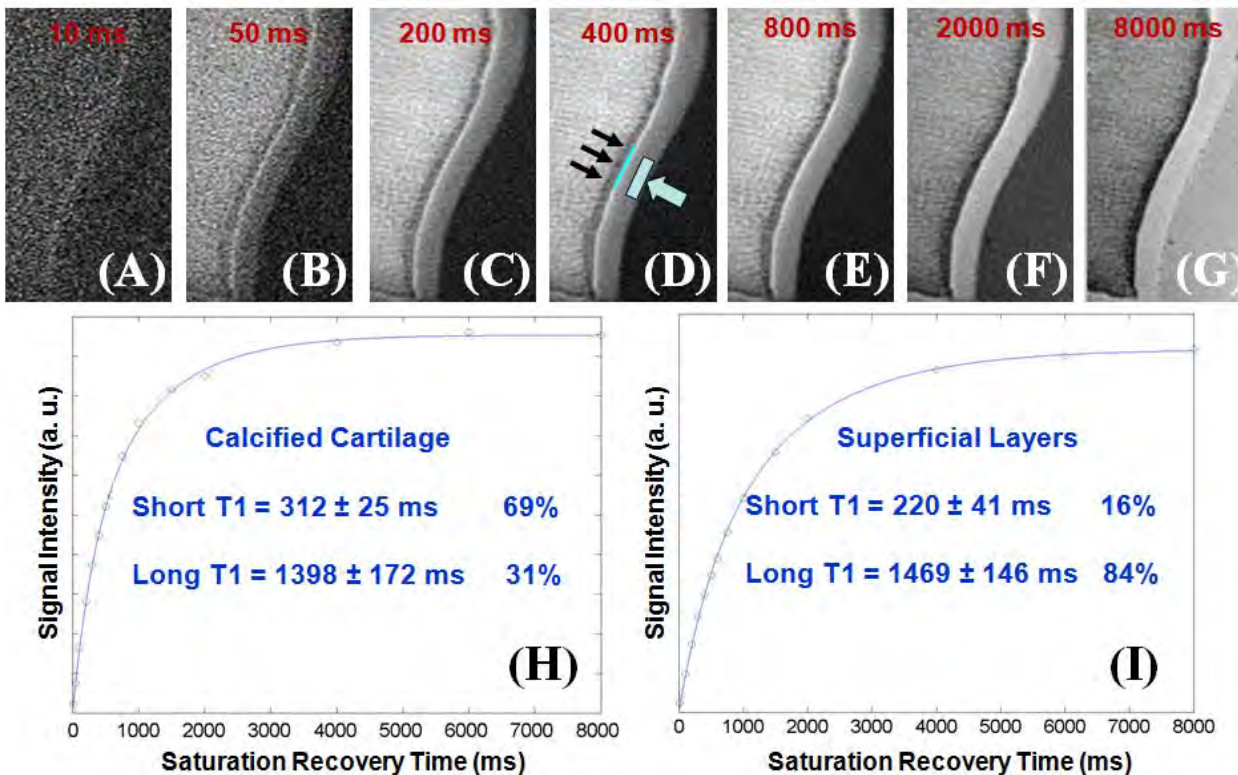 10 ms 50 ms 200 ms 400 ms 800 ms 2000 ms 8000 ms
(A) (B) (C) (D) (E) (F) (G)
Signal Intensity (a. u.)
Calcified Cartilage
Short T1 = 312 ± 25 ms 69%
Long T1 = 1398 ± 172 ms 31%
(H)
0 1000 2000 3000 4000 5000 6000 7000 8000
Saturation Recovery Time (ms)
Signal Intensity (a. u.)
Superficial Layers
Short T1 = 220 ± 41 ms 16%
Long T1 = 1469 ± 146 ms 84%
(I)
0 1000 2000 3000 4000 5000 6000 7000 8000
Saturation Recovery Time (ms)